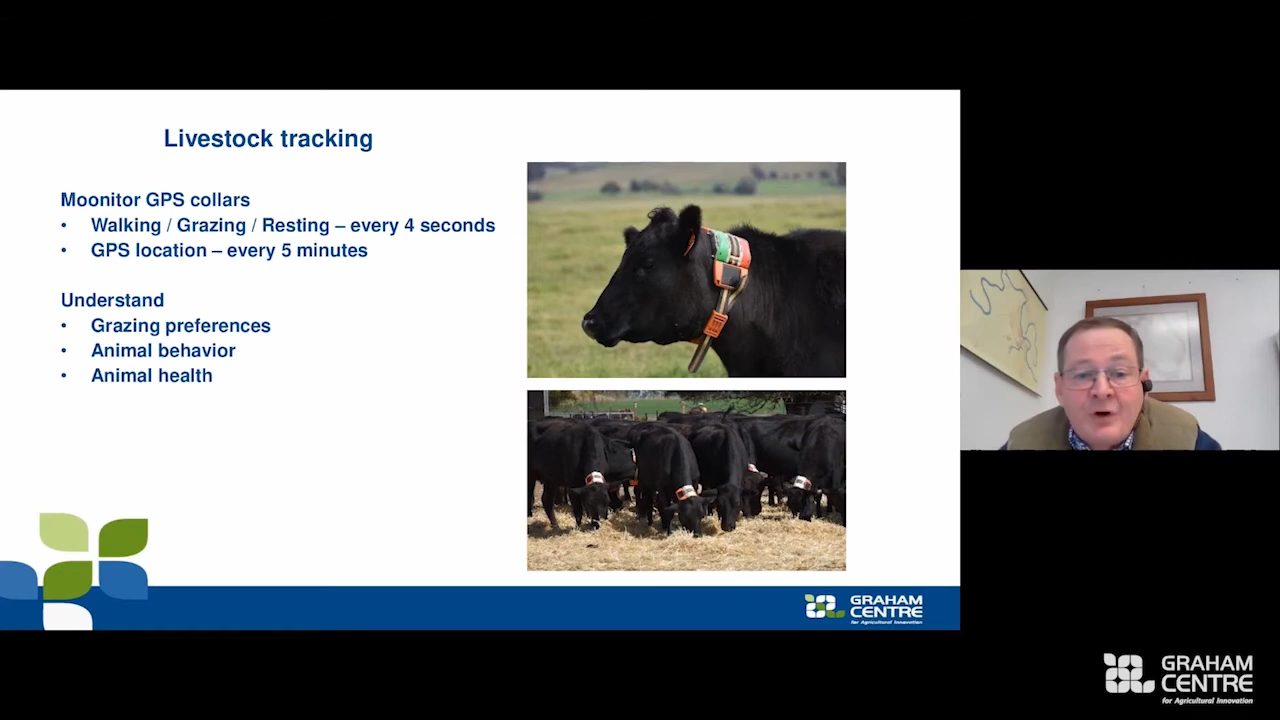 Livestock tracking
Moonitor GPS collars
• Walking / Grazing / Resting – every 4 seconds
• GPS location – every 5 minutes
Understand
• Grazing preferences
• Animal behavior
• Animal health
GRAHAM
CENTRE
for Agricultural Innovation
GRAHAM
CENTRE
for Agricultural Innovation